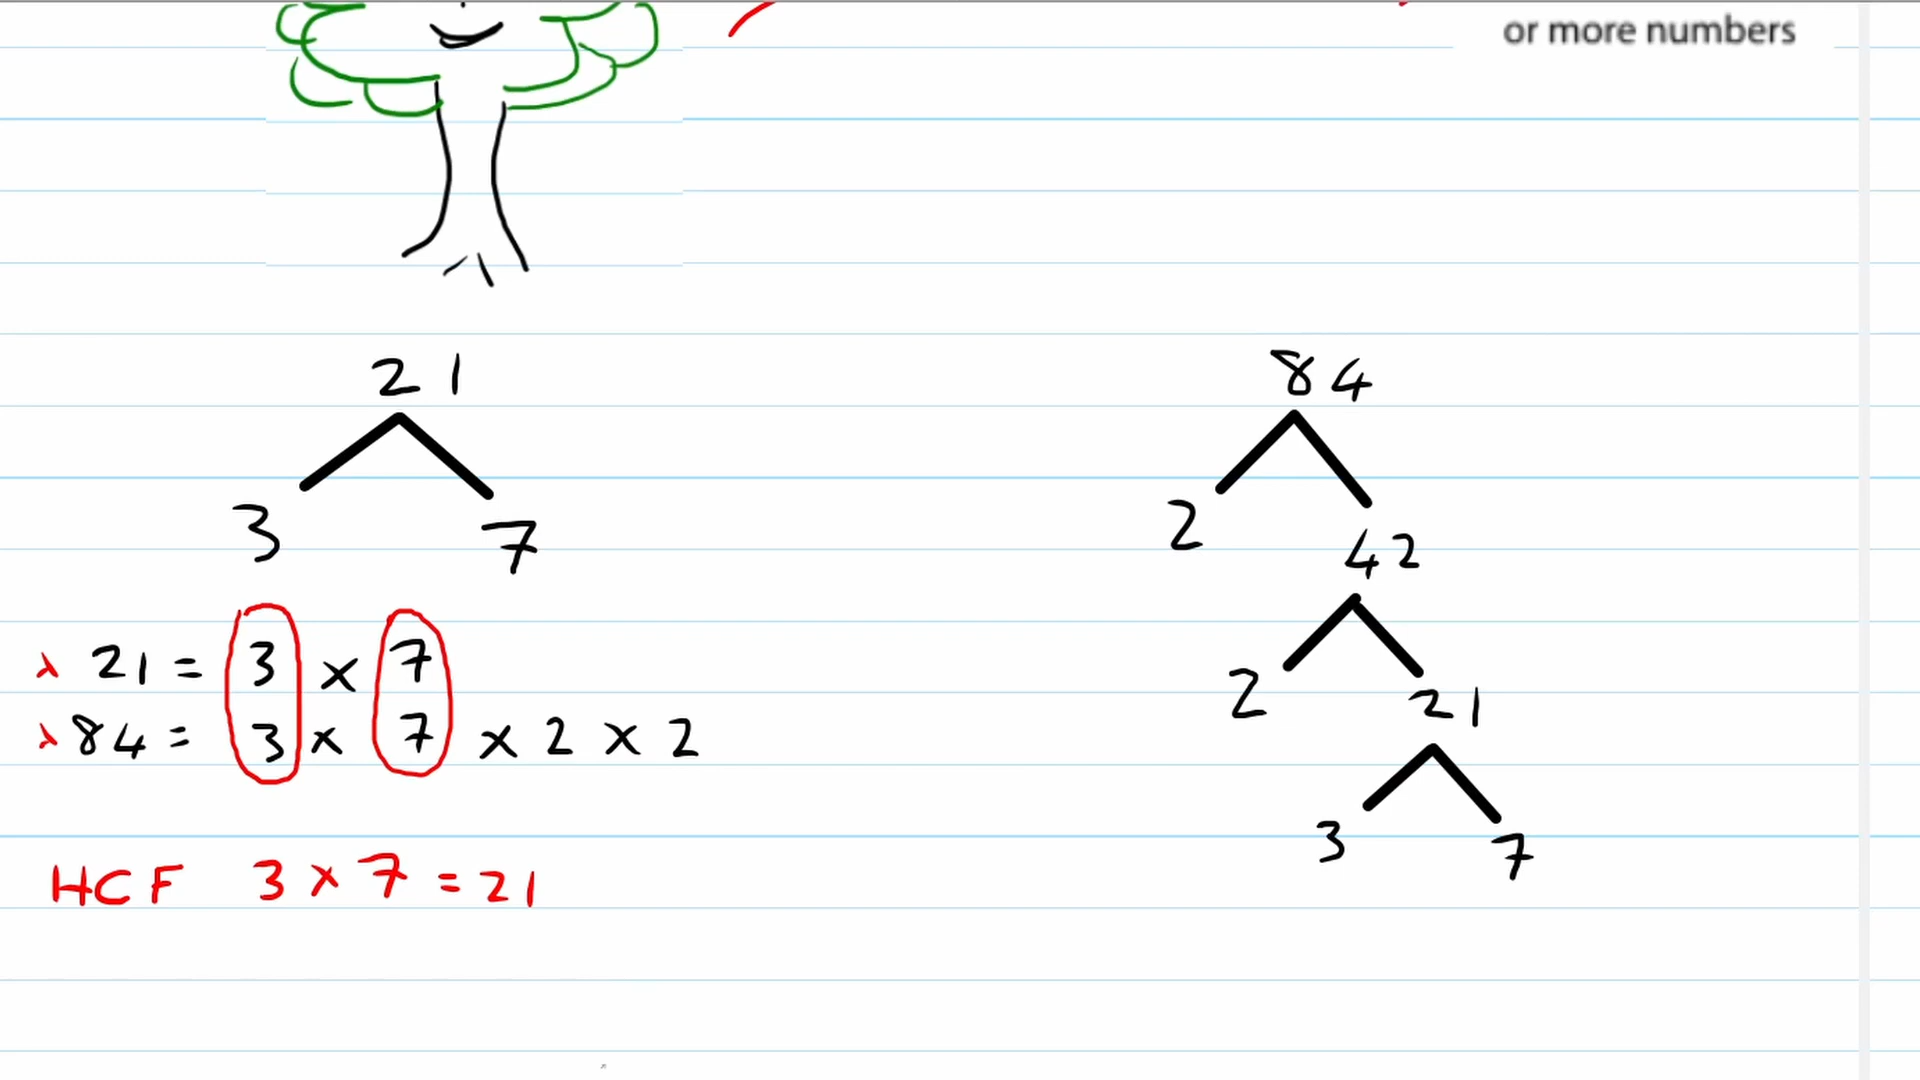 or more numbers
21
84
3 7
2 42
2 21
3 7
21 = 3 x 7
84 = 3 x 7 x 2 x 2
HCF 3 x 7 = 21